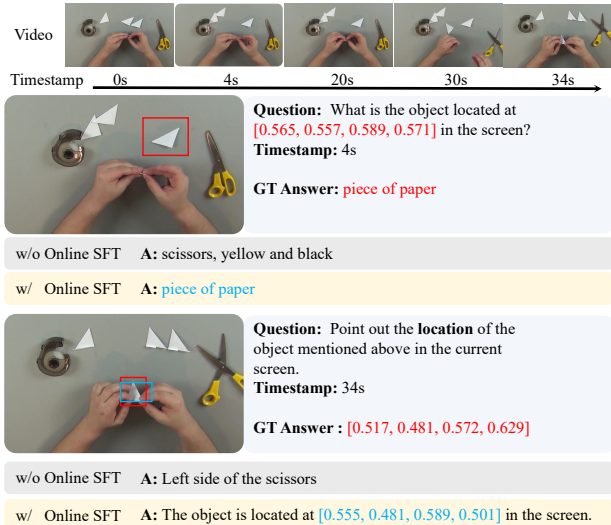 Video
Timestamp 0s 4s 20s 30s 34s
Question: What is the object located at
[0.565, 0.557, 0.589, 0.571] in the screen?
Timestamp: 4s
GT Answer: piece of paper
w/o Online SFT A: scissors, yellow and black
w/ Online SFT A: piece of paper
Question: Point out the location of the
object mentioned above in the current
screen.
Timestamp: 34s
GT Answer : [0.517, 0.481, 0.572, 0.629]
w/o Online SFT A: Left side of the scissors
w/ Online SFT A: The object is located at [0.555, 0.481, 0.589, 0.501] in the screen.